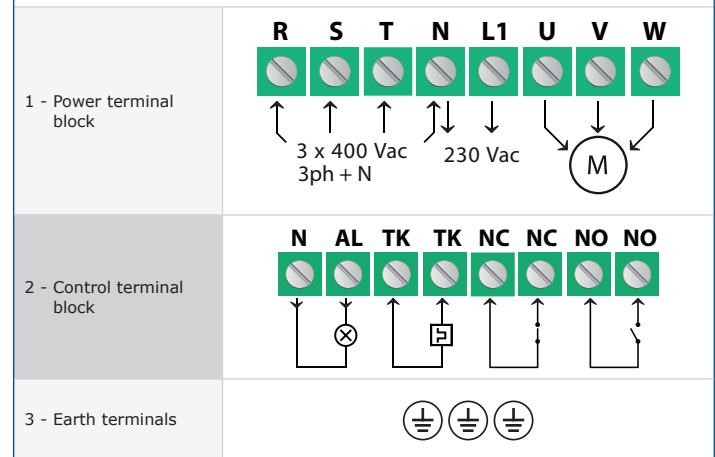 R S T N L1 U V W
1 - Power terminal
block
3 x 400 Vac
3ph + N
230 Vac
M
N AL TK TK NC NC NO NO
2 - Control terminal
block
3 - Earth terminals